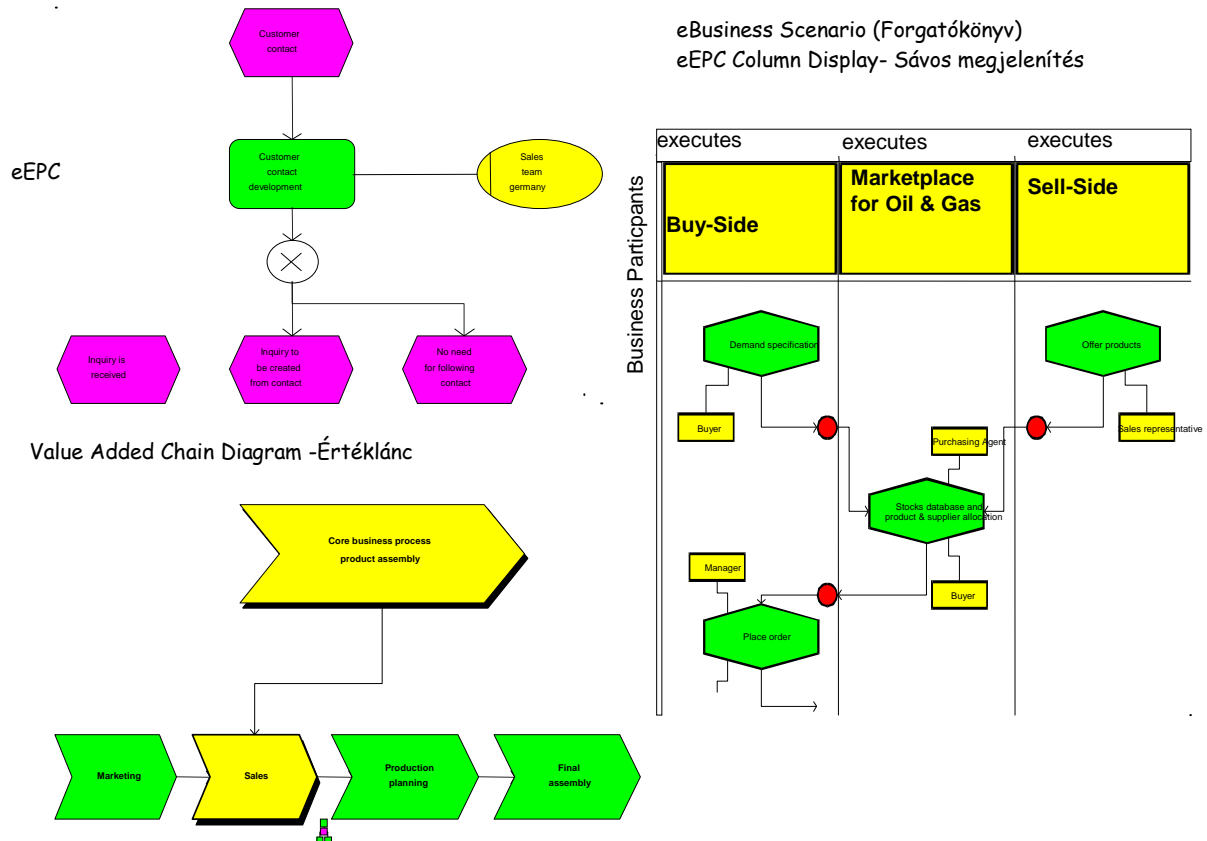 Customer
contact
eEPC
Customer
contact
development
Sales
team
germany
Inquiry is
received
Inquiry to
be created
from contact
No need
for following
contact
Value Added Chain Diagram -Értéklánc
Core business process
product assembly
Marketing
Sales
Production
planning
Final
assembly
eBusiness Scenario (Forgatókönyv)
eEPC Column Display- Sávos megjelenítés
executes
executes
executes
Business Particpants
Buy-Side
Marketplace
for Oil & Gas
Sell-Side
Demand specification
Offer products
Buyer
Sales representative
Purchasing Agent
Stocks database and
product & supplier allocation
Manager
Buyer
Place order